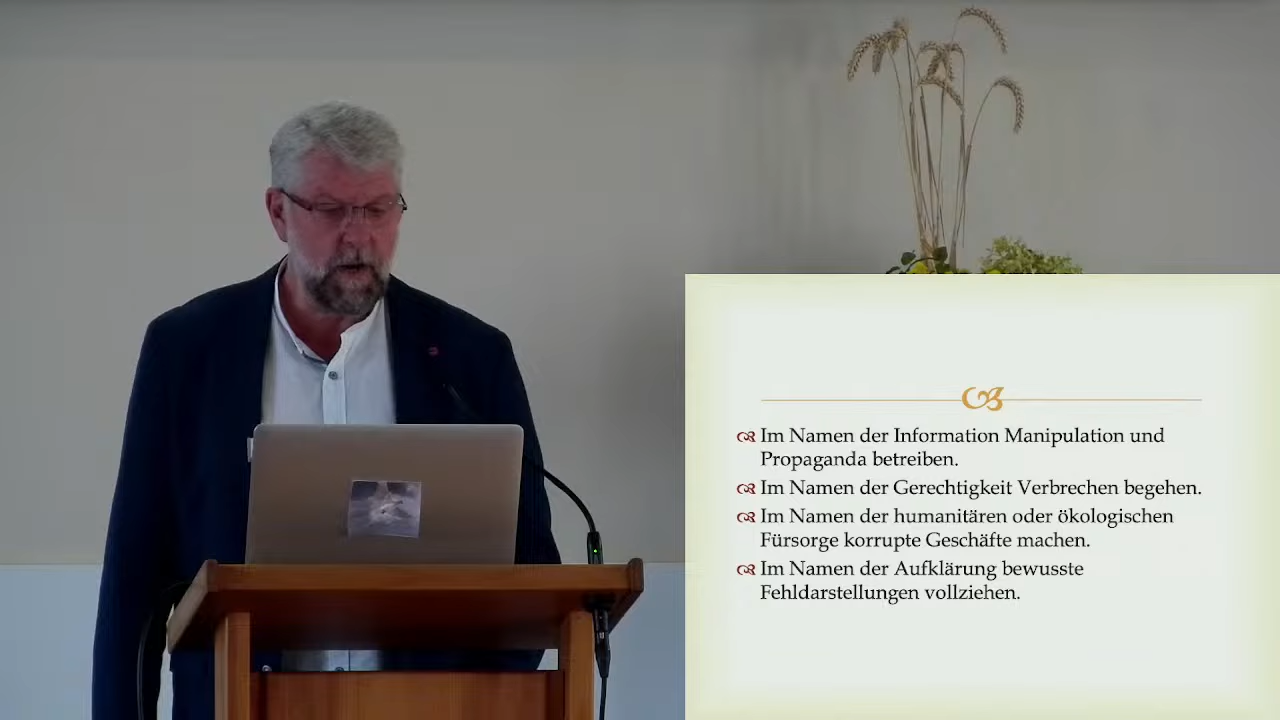 Im Namen der Information Manipulation und
Propaganda betreiben.
Im Namen der Gerechtigkeit Verbrechen begehen.
Im Namen der humanitären oder ökologischen
Fürsorge korrupte Geschäfte machen.
Im Namen der Aufklärung bewusste
Fehldarstellungen vollziehen.